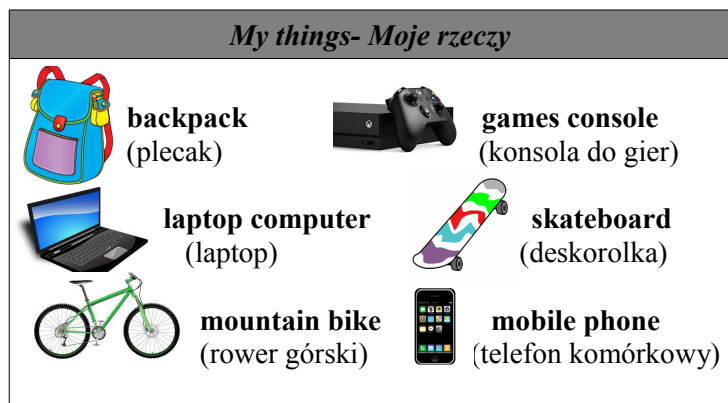 My things- Moje rzeczy
backpack
(plecak)
games console
(konsola do gier)
laptop computer
(laptop)
skateboard
(deskorolka)
mountain bike
(rower górski)
mobile phone
(telefon komórkowy)